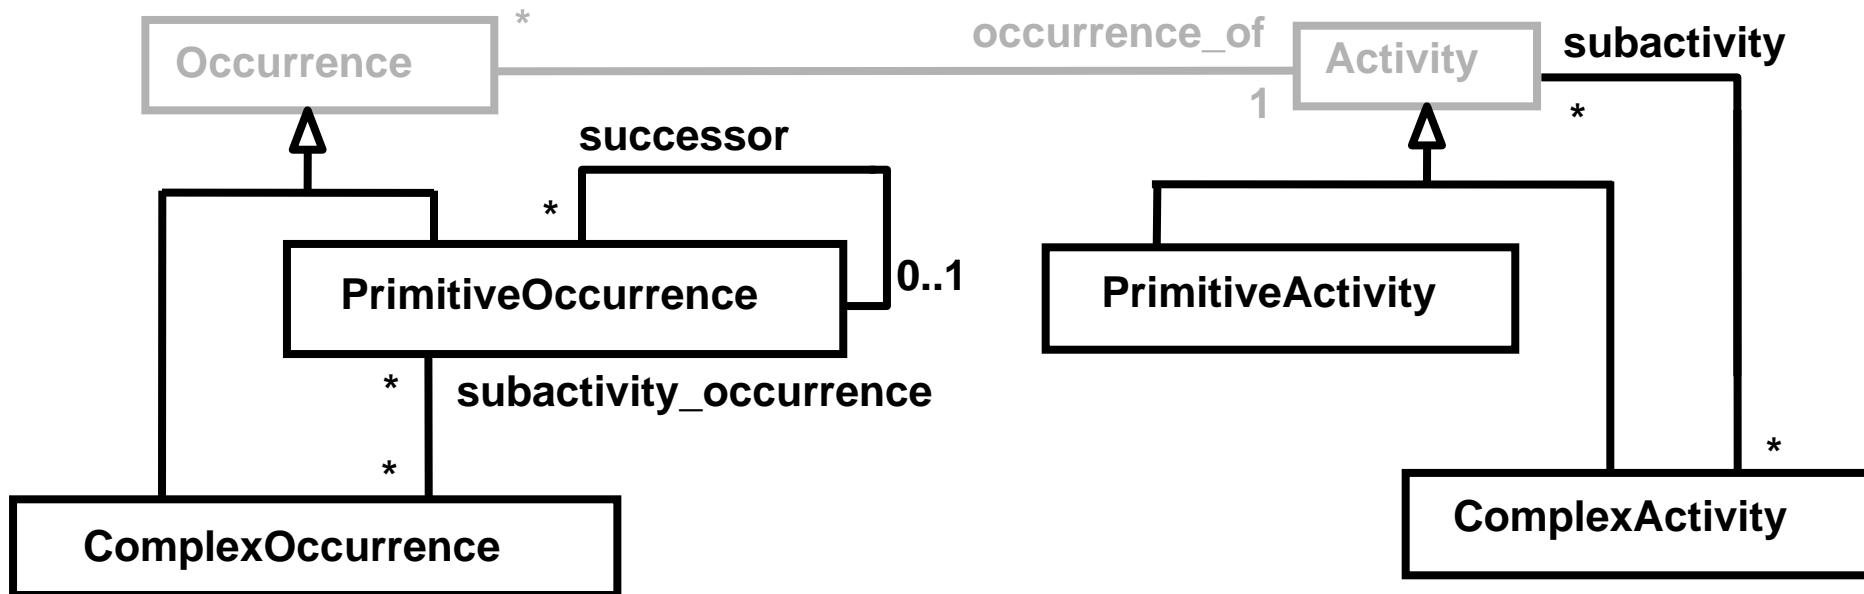 *
occurrence_of
subactivity
Occurrence
Activity
1
*
successor
*
PrimitiveOccurrence
0..1
PrimitiveActivity
*
subactivity_occurrence
*
*
ComplexOccurrence
ComplexActivity